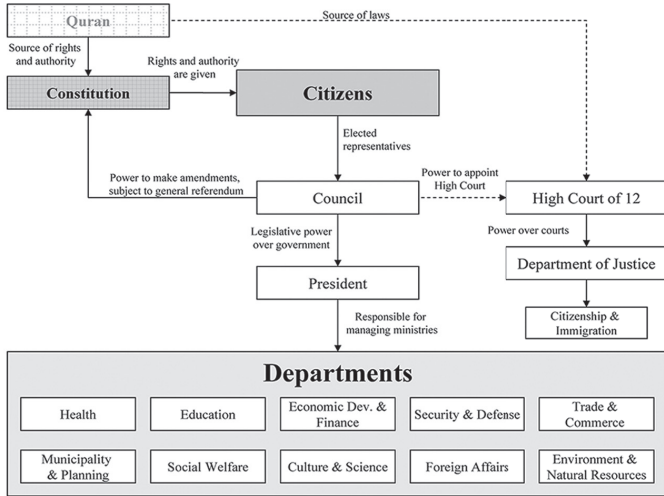 Quran
Source of laws
Source of rights
and authority
Rights and authority
are given
Constitution
Citizens
Elected
representatives
Power to make amendments,
subject to general referendum
Power to appoint
High Court
Council
High Court of 12
Legislative power
over government
Power over courts
President
Department of Justice
Responsible for
managing ministries
Citizenship &
Immigration
Departments
Health
Education
Economic Dev. &
Finance
Security & Defense
Trade &
Commerce
Municipality
& Planning
Social Welfare
Culture & Science
Foreign Affairs
Environment &
Natural Resources